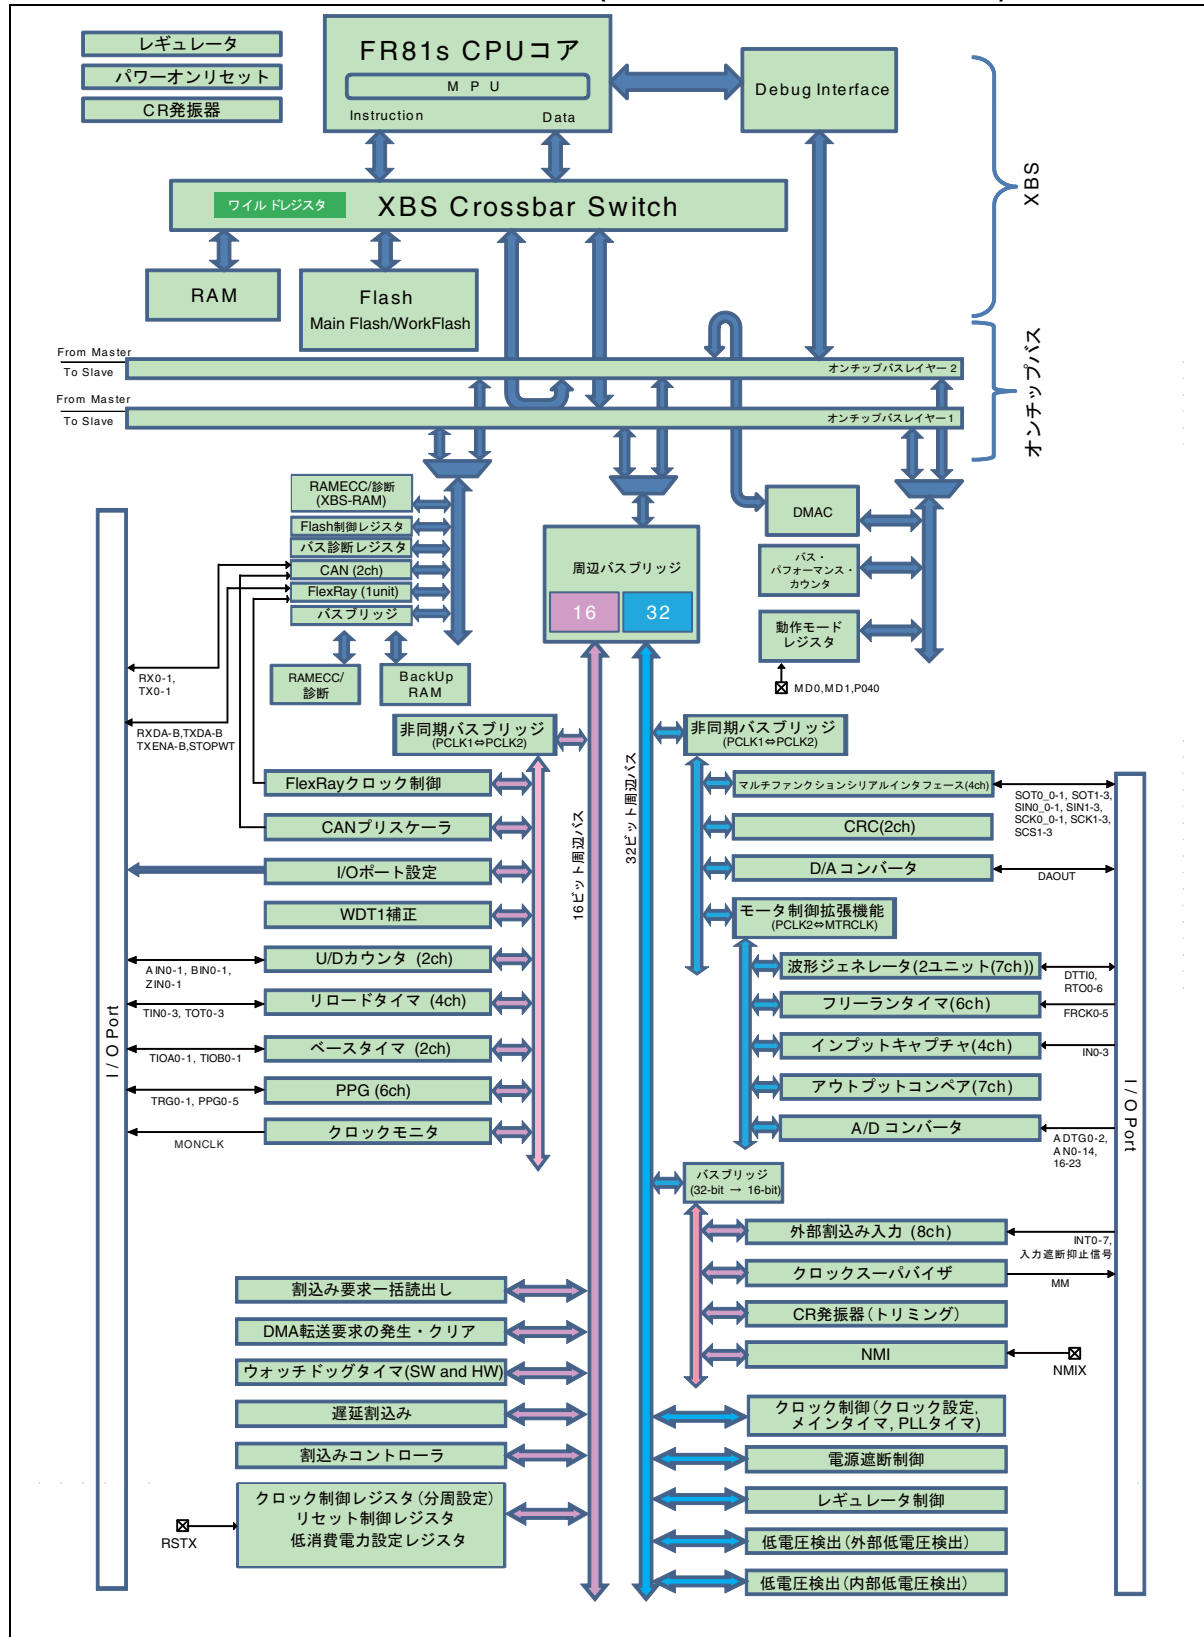 レギュレータ
パワーオンリセット
CR発振器
FR81s CPUコア
M P U
Instruction
Data
Debug Interface
XBS
ワイルドレジスタ
XBS Crossbar Switch
RAM
Flash
Main Flash/WorkFlash
オンチップバス
From Master
To Slave
オンチップバスレイヤー2
From Master
To Slave
オンチップバスレイヤー1
RAMECC/診断
(XBS-RAM)
Flash制御レジスタ
バス診断レジスタ
CAN (2ch)
FlexRay (1unit)
バスブリッジ
RAMECC/
診断
BackUp
RAM
周辺バスブリッジ
16
32
DMAC
バス・
パフォーマンス・
カウンタ
動作モード
レジスタ
MD0,MD1,P040
RX0-1,
TX0-1
RXDA-B,TXDA-B
TXENA-B,STOPWT
非同期バスブリッジ
(PCLK1⇔PCLK2)
非同期バスブリッジ
(PCLK1⇔PCLK2)
16ビット周辺バス
32ビット周辺バス
FlexRayクロック制御
CANプリスケーラ
I/Oポート設定
WDT1補正
U/Dカウンタ (2ch)
AIN0-1, BIN0-1,
ZIN0-1
リロードタイマ (4ch)
TIN0-3, TOT0-3
ベースタイマ (2ch)
TIOA0-1, TIOB0-1
PPG (6ch)
TRG0-1, PPG0-5
クロックモニタ
MONCLK
I / O Port
マルチファンクションシリアルインタフェース(4ch)
SOT0_0-1, SOT1-3,
SIN0_0-1, SIN1-3,
SCK0_0-1, SCK1-3,
SCS1-3
CRC(2ch)
D/A コンバータ
DAOUT
モータ制御拡張機能
(PCLK2⇔MTRCLK)
波形ジェネレータ(2ユニット(7ch))
DTTI0,
RTO0-6
フリーランタイマ(6ch)
FRCK0-5
インプットキャプチャ(4ch)
IN0-3
アウトプットコンペア(7ch)
A/D コンバータ
ADTG0-2,
AN0-14,
16-23
I / O Port
バスブリッジ
(32-bit → 16-bit)
外部割込み入力 (8ch)
INT0-7,
入力遮断抑止信号
クロックスーパバイザ
MM
CR発振器(トリミング)
NMI
NMIX
割込み要求一括読出し
DMA転送要求の発生・クリア
ウォッチドッグタイマ(SW and HW)
遅延割込み
割込みコントローラ
クロック制御レジスタ(分周設定)
リセット制御レジスタ
低消費電力設定レジスタ
RSTX
クロック制御(クロック設定,
メインタイマ, PLLタイマ)
電源遮断制御
レギュレータ制御
低電圧検出(外部低電圧検出)
低電圧検出(内部低電圧検出)